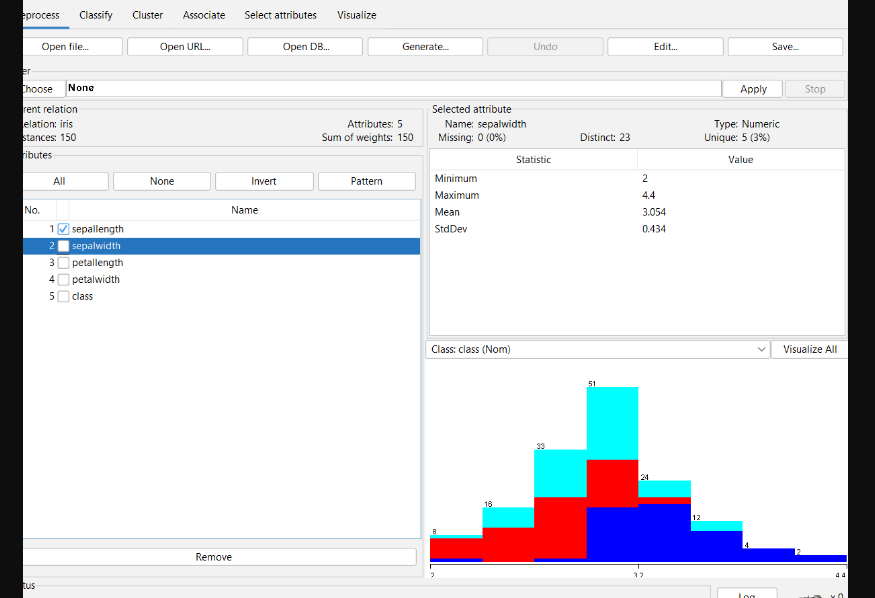 eprocess Classify Cluster Associate Select attributes Visualize
Open file... Open URL... Open DB... Generate... Undo Edit... Save...
er
hoose None Apply Stop
rent relation
elation: iris Attributes: 5
stances: 150 Sum of weights: 150
Selected attribute
Name: sepalwidth Type: Numeric
Missing: 0 (0%) Distinct: 23 Unique: 5 (3%)
ributes
All None Invert Pattern
No. Name
1 sepallength
2 sepalwidth
3 petallength
4 petalwidth
5 class
Remove
Statistic Value
Minimum 2
Maximum 4.4
Mean 3.054
StdDev 0.434
Class: class (Nom) Visualize All
51
33
24
16
12
8
4
2
2 3.2 4.4
tus
Log x 0